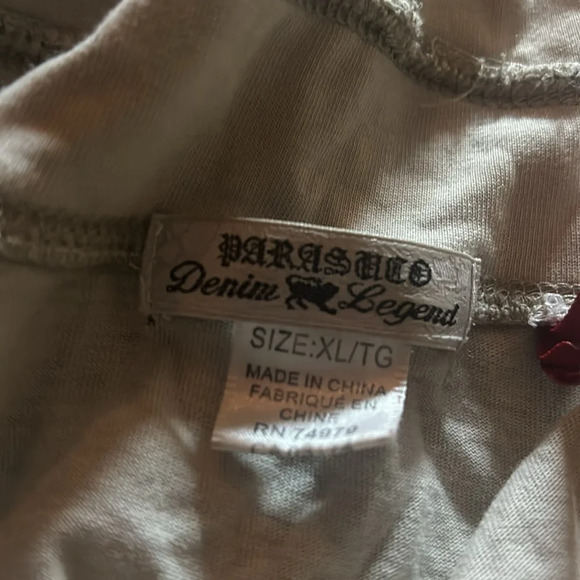 PARASUCO
Denim Legend
SIZE:XL/TG
MADE IN CHINA
FABRIQUÉ EN
CHINE
RN 74979